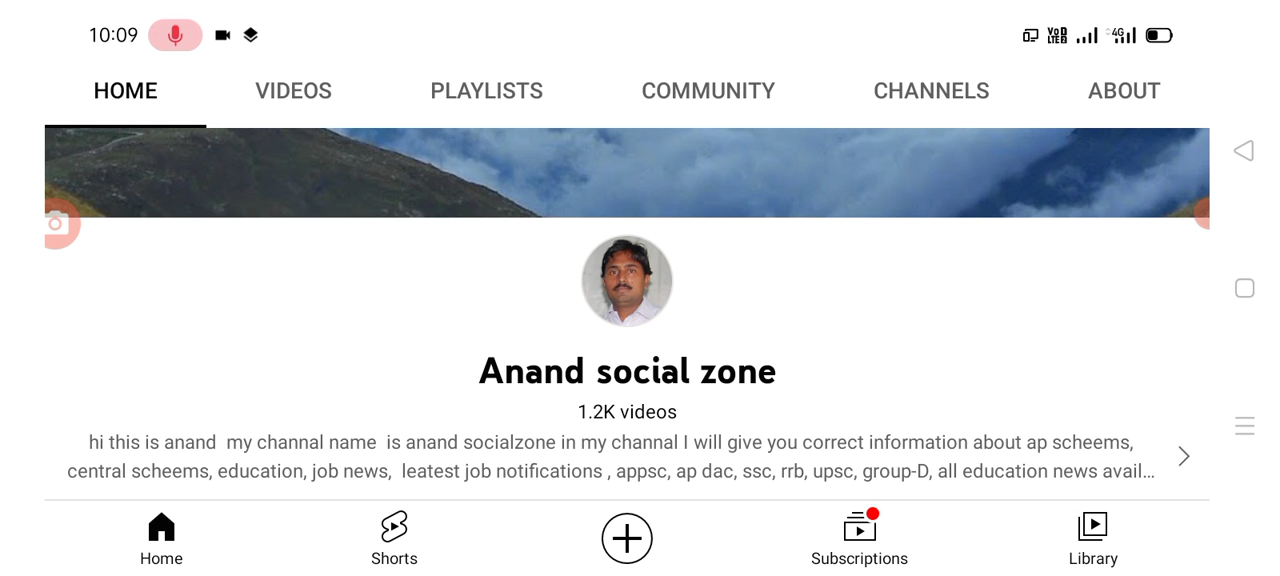 10:09 VoD LTE2 4G
HOME VIDEOS PLAYLISTS COMMUNITY CHANNELS ABOUT
Anand social zone
1.2K videos
hi this is anand my channal name is anand socialzone in my channal I will give you correct information about ap scheems,
central scheems, education, job news, leatest job notifications , appsc, ap dac, ssc, rrb, upsc, group-D, all education news avail...
Home Shorts Subscriptions Library